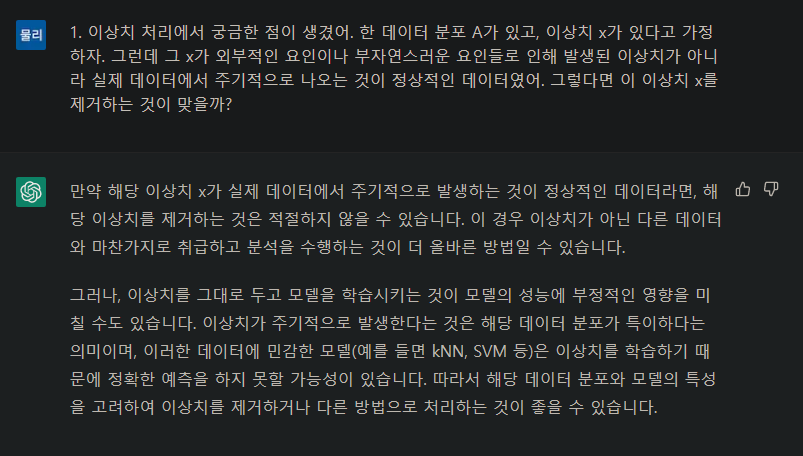 물리
1. 이상치 처리에서 궁금한 점이 생겼어. 한 데이터 분포 A가 있고, 이상치 x가 있다고 가정
하자. 그런데 그 x가 외부적인 요인이나 부자연스러운 요인들로 인해 발생된 이상치가 아니
라 실제 데이터에서 주기적으로 나오는 것이 정상적인 데이터였어. 그렇다면 이 이상치 x를
제거하는 것이 맞을까?
만약 해당 이상치 x가 실제 데이터에서 주기적으로 발생하는 것이 정상적인 데이터라면, 해
당 이상치를 제거하는 것은 적절하지 않을 수 있습니다. 이 경우 이상치가 아닌 다른 데이터
와 마찬가지로 취급하고 분석을 수행하는 것이 더 올바른 방법일 수 있습니다.
그러나, 이상치를 그대로 두고 모델을 학습시키는 것이 모델의 성능에 부정적인 영향을 미
칠 수도 있습니다. 이상치가 주기적으로 발생한다는 것은 해당 데이터 분포가 특이하다는
의미이며, 이러한 데이터에 민감한 모델(예를 들면 kNN, SVM 등)은 이상치를 학습하기 때
문에 정확한 예측을 하지 못할 가능성이 있습니다. 따라서 해당 데이터 분포와 모델의 특성
을 고려하여 이상치를 제거하거나 다른 방법으로 처리하는 것이 좋을 수 있습니다.